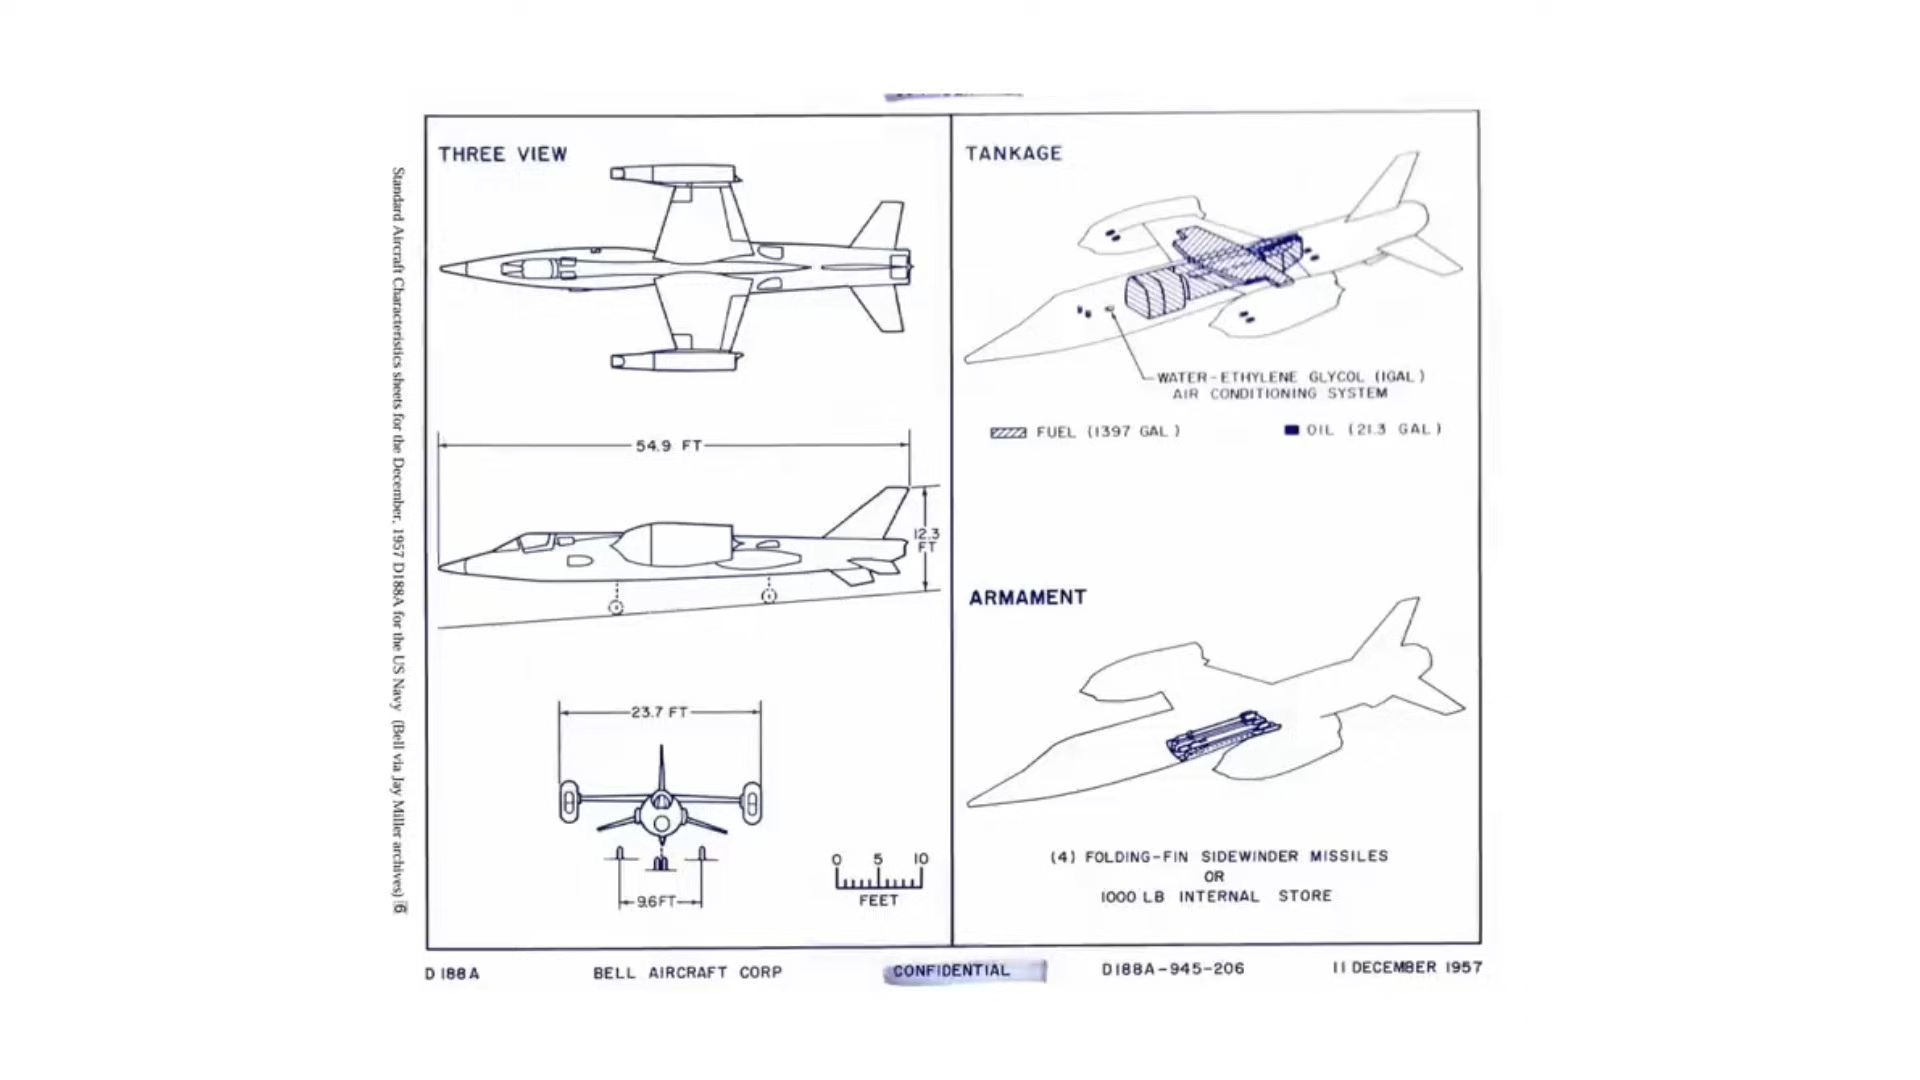 THREE VIEW
54.9 FT
12.3
FT
23.7 FT
9.6 FT
0 5 10
FEET
TANKAGE
WATER-ETHYLENE GLYCOL (1GAL)
AIR CONDITIONING SYSTEM
FUEL (1397 GAL)
OIL (21.3 GAL)
ARMAMENT
(4) FOLDING-FIN SIDEWINDER MISSILES
OR
1000 LB INTERNAL STORE
D188A
BELL AIRCRAFT CORP
CONFIDENTIAL
D188A-945-206
11 DECEMBER 1957
Standard Aircraft Characteristics sheets for the December, 1957 D188A for the US Navy (Bell via Jay Miller archives) 6